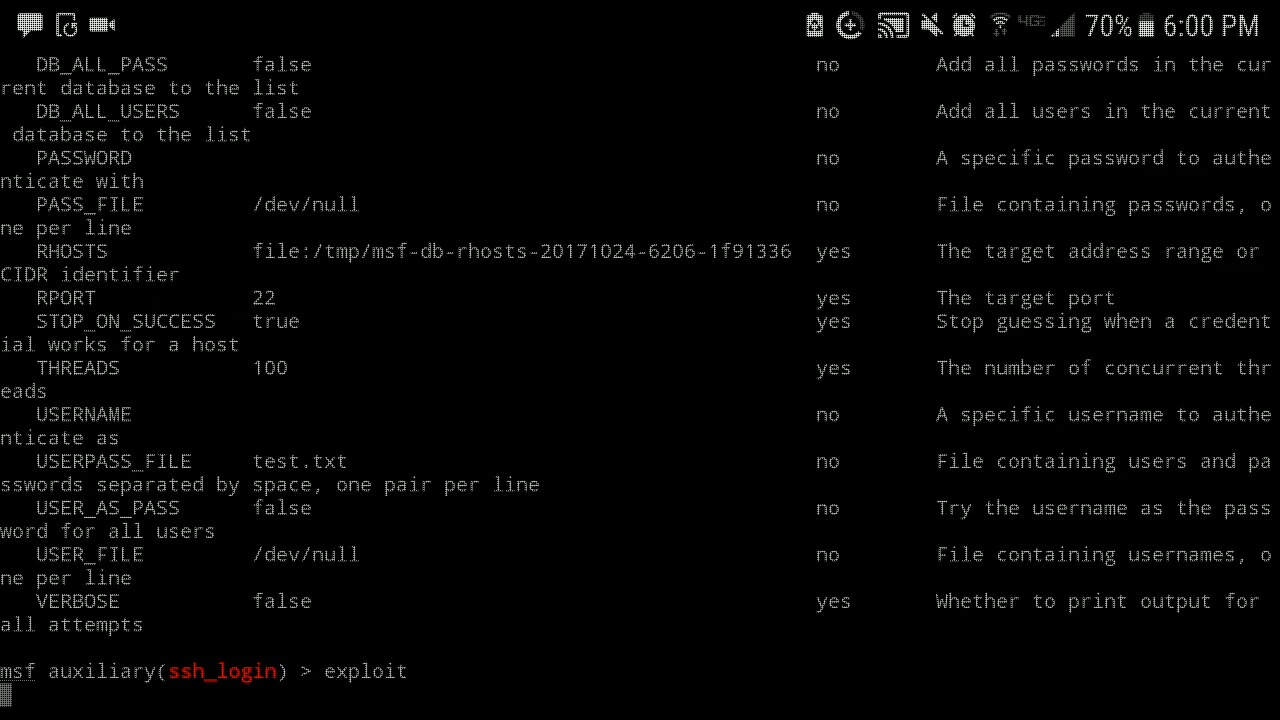 70% 6:00 PM
DB_ALL_PASS false no Add all passwords in the cur
rent database to the list
DB_ALL_USERS false no Add all users in the current
database to the list
PASSWORD no A specific password to authe
nticate with
PASS_FILE /dev/null no File containing passwords, o
ne per line
RHOSTS file:/tmp/msf-db-rhosts-20171024-6206-1f91336 yes The target address range or
CIDR identifier
RPORT 22 yes The target port
STOP_ON_SUCCESS true yes Stop guessing when a credent
ial works for a host
THREADS 100 yes The number of concurrent thr
eads
USERNAME no A specific username to authe
nticate as
USERPASS_FILE test.txt no File containing users and pa
sswords separated by space, one pair per line
USER_AS_PASS false no Try the username as the pass
word for all users
USER_FILE /dev/null no File containing usernames, o
ne per line
VERBOSE false yes Whether to print output for
all attempts
msf auxiliary(ssh_login) > exploit